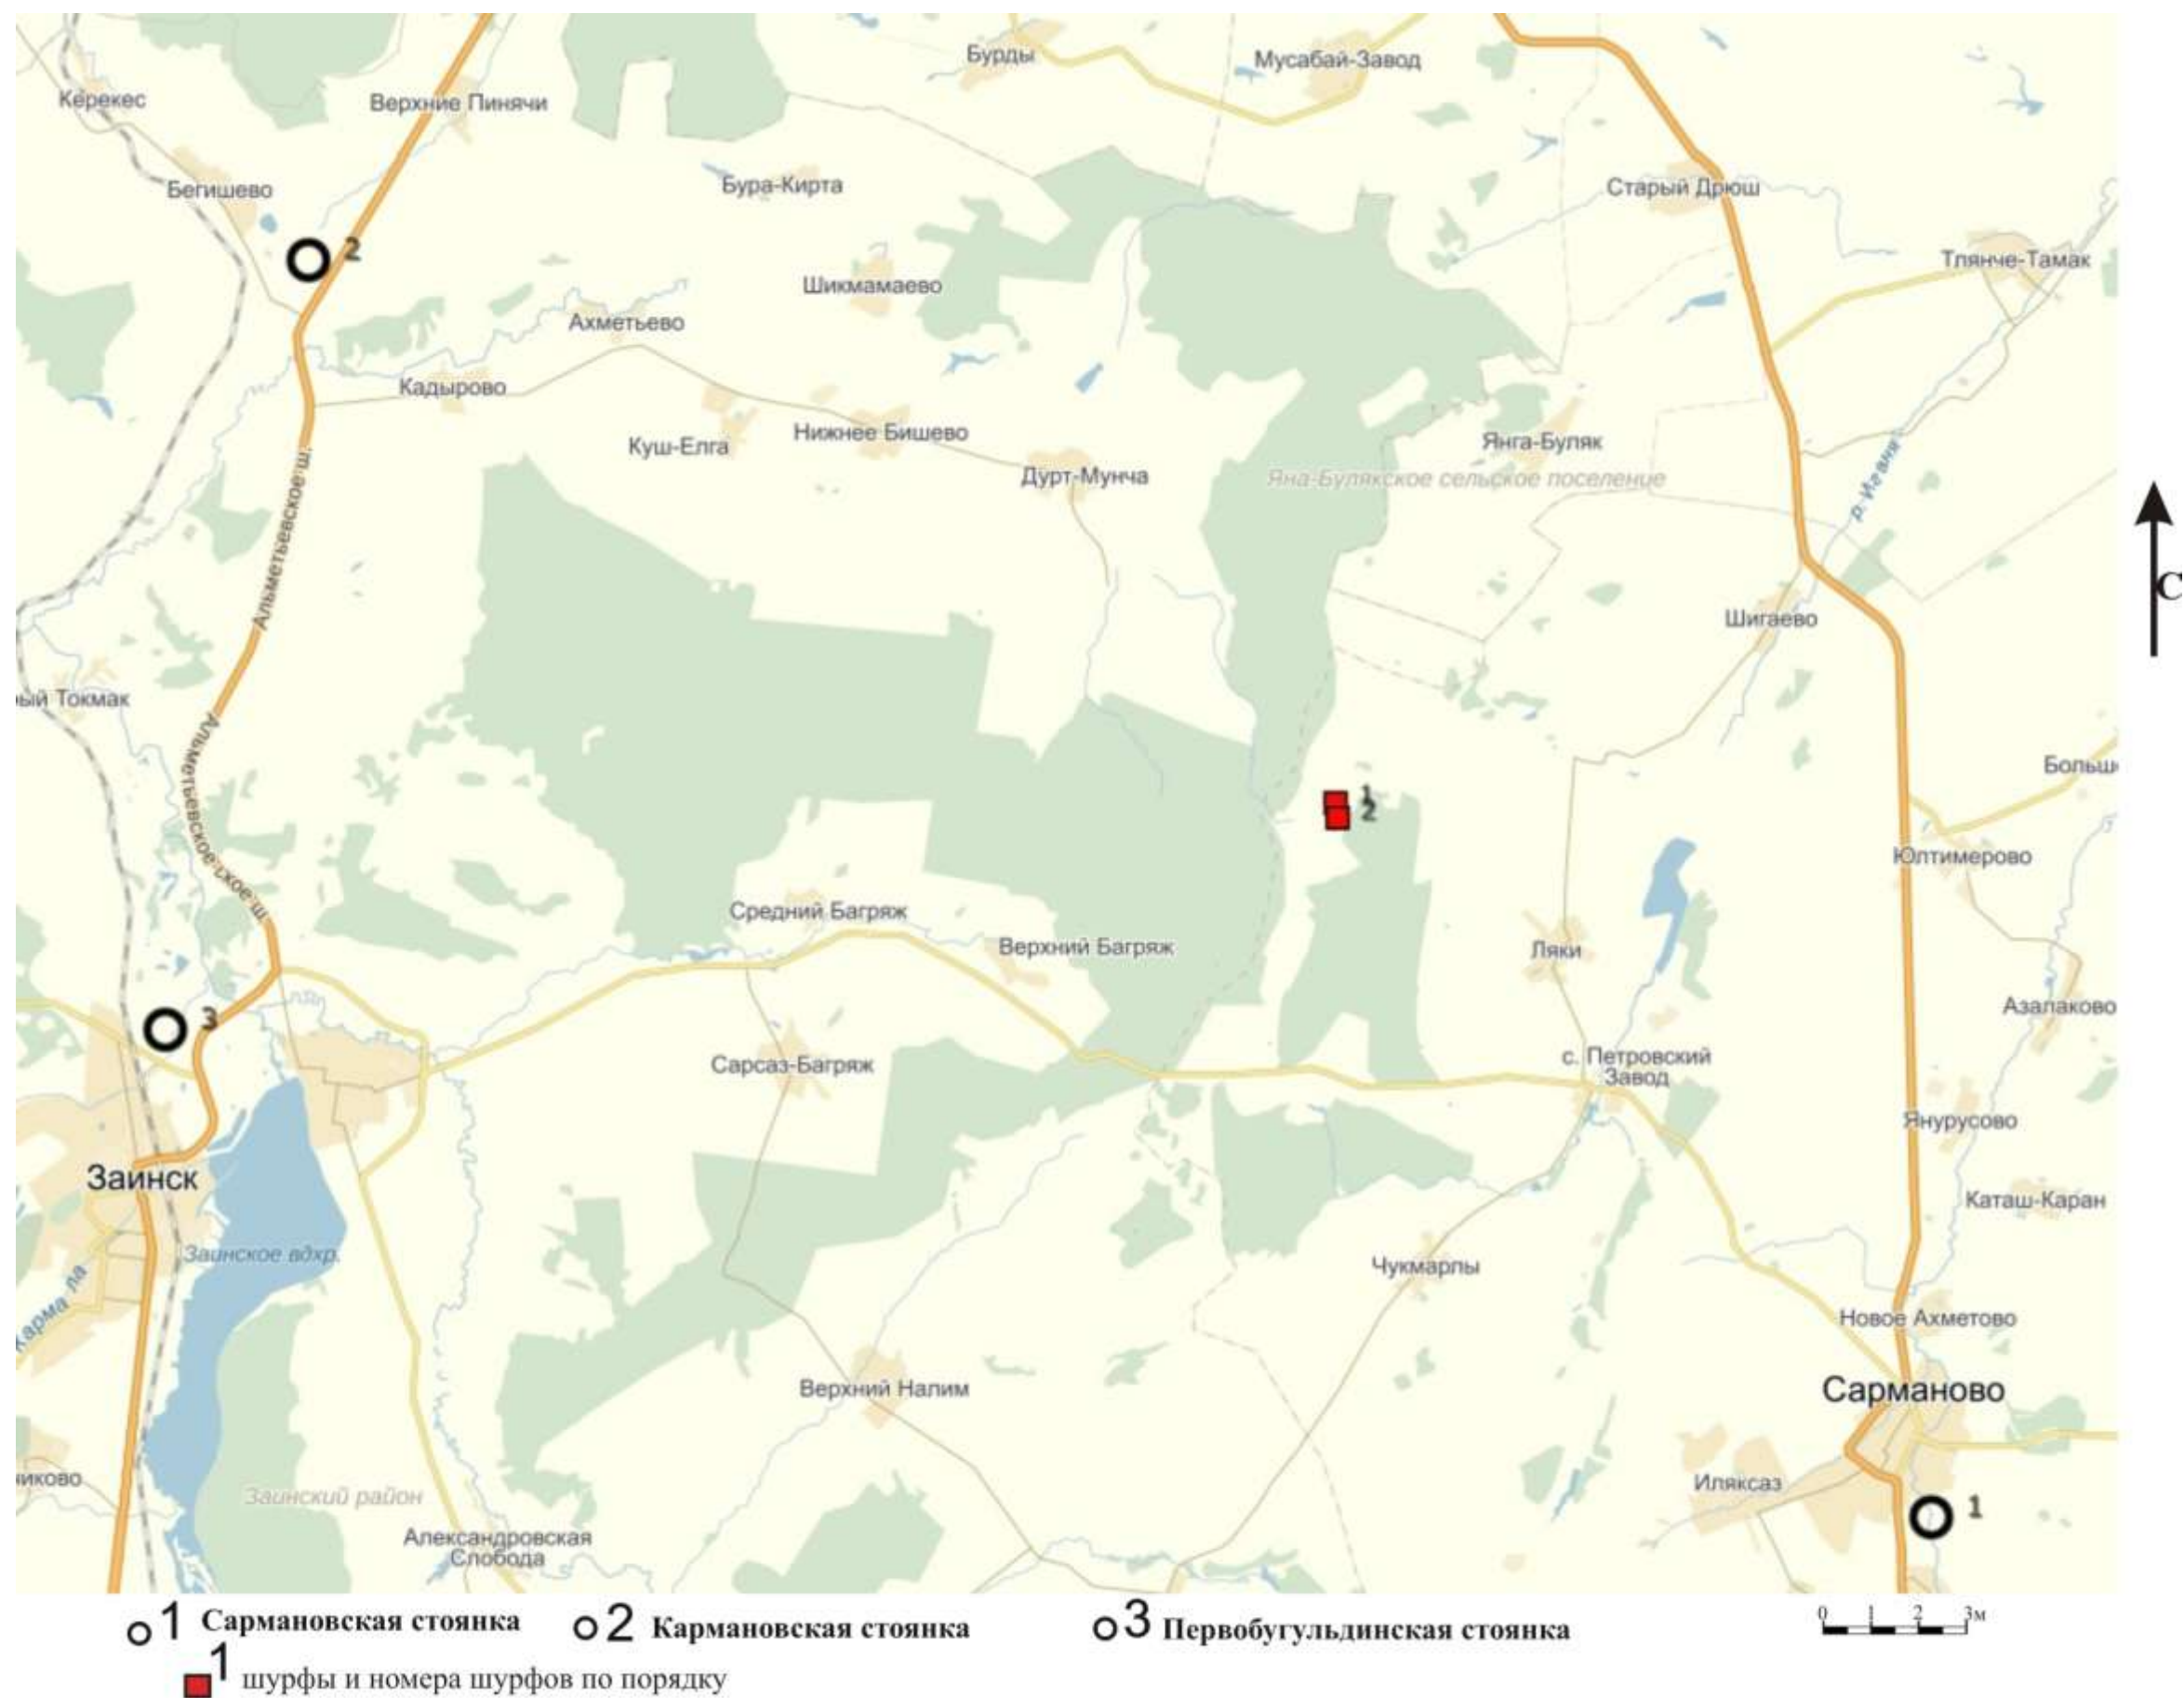 Бурды
Мусабай-Завод
Керекес
Верхние Пинячи
Бегишево
Бура-Кирта
Старый Дрюш
2
Тлянче-Тамак
Шикмамаево
Ахметьево
Кадырово
Куш-Елга
Нижнее Бишево
Янга-Буляк
Дурт-Мунча
Яна-Булякское сельское поселение
р. Игевня
Альметьевское ш.
С
Шигаево
ый Токмак
Альметьевское
ское ш.
Больш
1
2
Юлтимерово
Средний Багряж
Верхний Багряж
Ляки
Азалаково
3
Сарсаз-Багряж
с. Петровский
Завод
Янурусово
Заинск
Каташ-Каран
Заинское вдхр.
Чукмарлы
Карма ла
Новое Ахметово
Верхний Налим
Сарманово
иково
Иляксаз
Заинский район
1
Александровская
Слобода
1 Сармановская стоянка 2 Кармановская стоянка 3 Первобугульдинская стоянка
0 1 2 3м
1 шурфы и номера шурфов по порядку